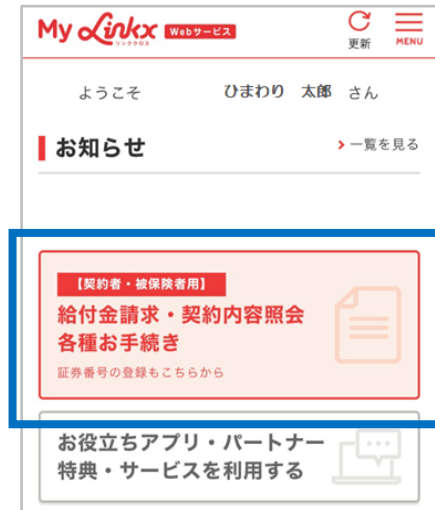 My Linkx Webサービス
リンククロス
更新
MENU
ようこそ ひまわり 太郎 さん
お知らせ
一覧を見る
【契約者・被保険者用】
給付金請求・契約内容照会
各種お手続き
証券番号の登録もこちらから
お役立ちアプリ・パートナー
特典・サービスを利用する